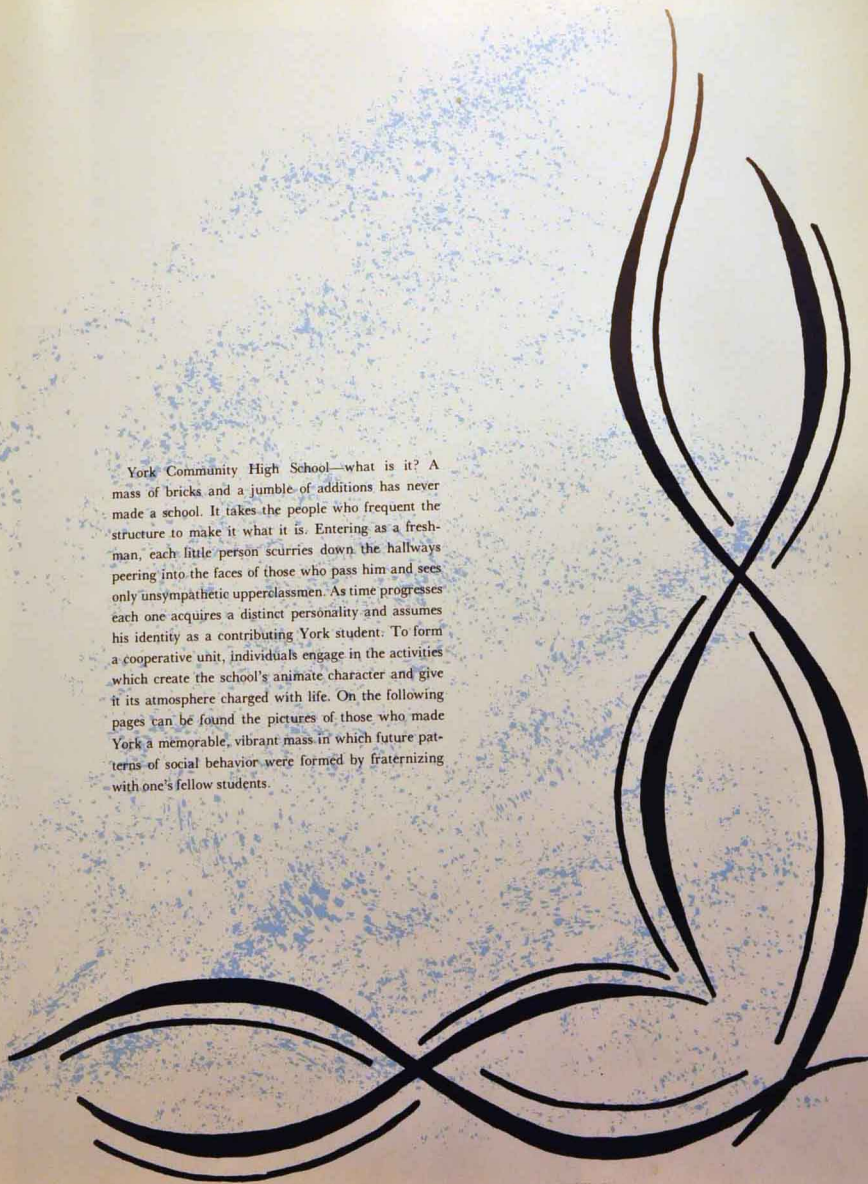 York Community High School—what is it? A
mass of bricks and a jumble of additions has never
made a school. It takes the people who frequent the
structure to make it what it is. Entering as a fresh-
man, each little person scurries down the hallways
peering into the faces of those who pass him and sees
only unsympathetic upperclassmen. As time progresses
each one acquires a distinct personality and assumes
his identity as a contributing York student. To form
a cooperative unit, individuals engage in the activities
which create the school's animate character and give
it its atmosphere charged with life. On the following
pages can be found the pictures of those who made
York a memorable, vibrant mass in which future pat-
terns of social behavior were formed by fraternizing
with one's fellow students.